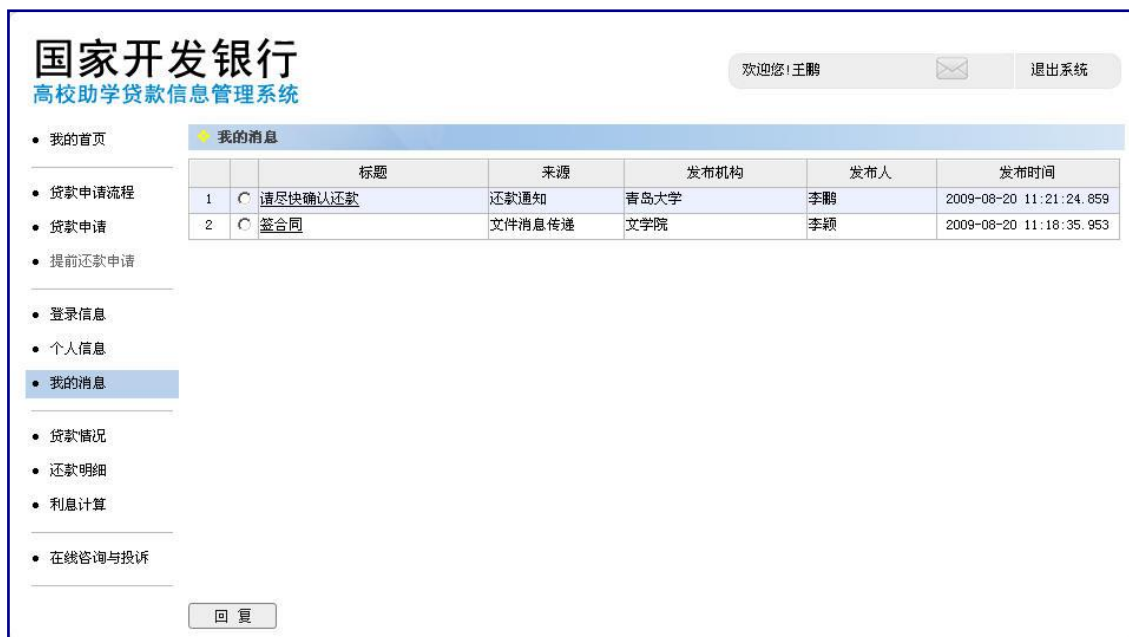 国家开发银行
高校助学贷款信息管理系统
欢迎您!王鹏 退出系统
我的首页
贷款申请流程
贷款申请
提前还款申请
登录信息
个人信息
我的消息
贷款情况
还款明细
利息计算
在线咨询与投诉
我的消息
标题 来源 发布机构 发布人 发布时间
1 请尽快确认还款 还款通知 青岛大学 李鹏 2009-08-20 11:21:24.859
2 签合同 文件消息传递 文学院 李颖 2009-08-20 11:18:35.953
回 复